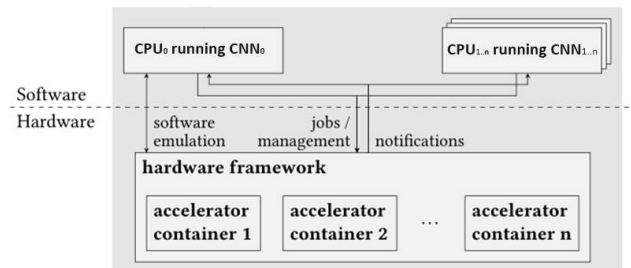 CPU₀ running CNN₀
CPU₁..ₙ running CNN₁..ₙ
Software
Hardware
software
emulation
jobs /
management
notifications
hardware framework
accelerator
container 1
accelerator
container 2
...
accelerator
container n